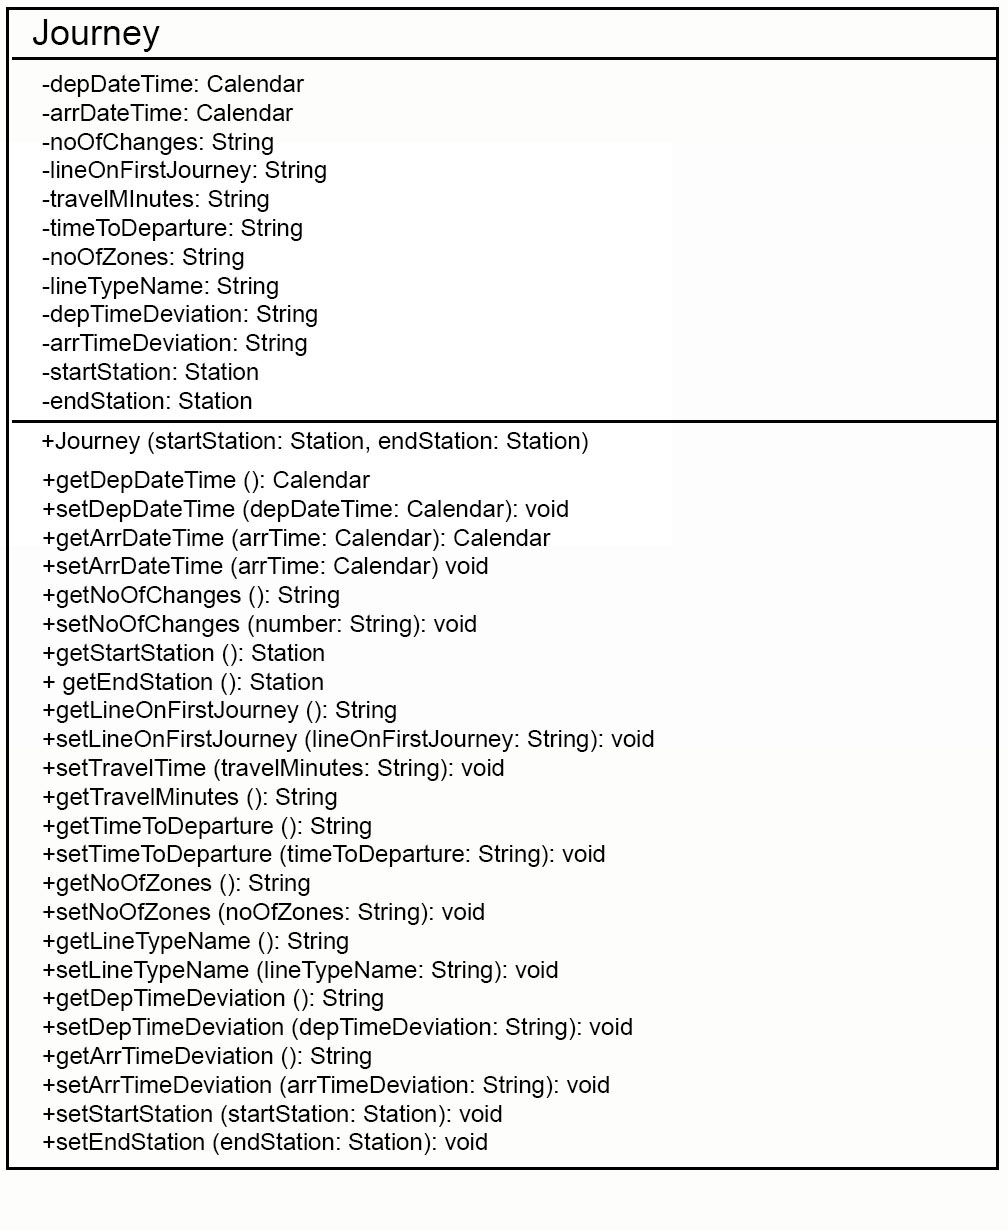 Journey
-depDateTime: Calendar
-arrDateTime: Calendar
-noOfChanges: String
-lineOnFirstJourney: String
-travelMInutes: String
-timeToDeparture: String
-noOfZones: String
-lineTypeName: String
-depTimeDeviation: String
-arrTimeDeviation: String
-startStation: Station
-endStation: Station
+Journey (startStation: Station, endStation: Station)
+getDepDateTime (): Calendar
+setDepDateTime (depDateTime: Calendar): void
+getArrDateTime (arrTime: Calendar): Calendar
+setArrDateTime (arrTime: Calendar) void
+getNoOfChanges (): String
+setNoOfChanges (number: String): void
+getStartStation (): Station
+ getEndStation (): Station
+getLineOnFirstJourney (): String
+setLineOnFirstJourney (lineOnFirstJourney: String): void
+setTravelTime (travelMinutes: String): void
+getTravelMinutes (): String
+getTimeToDeparture (): String
+setTimeToDeparture (timeToDeparture: String): void
+getNoOfZones (): String
+setNoOfZones (noOfZones: String): void
+getLineTypeName (): String
+setLineTypeName (lineTypeName: String): void
+getDepTimeDeviation (): String
+setDepTimeDeviation (depTimeDeviation: String): void
+getArrTimeDeviation (): String
+setArrTimeDeviation (arrTimeDeviation: String): void
+setStartStation (startStation: Station): void
+setEndStation (endStation: Station): void